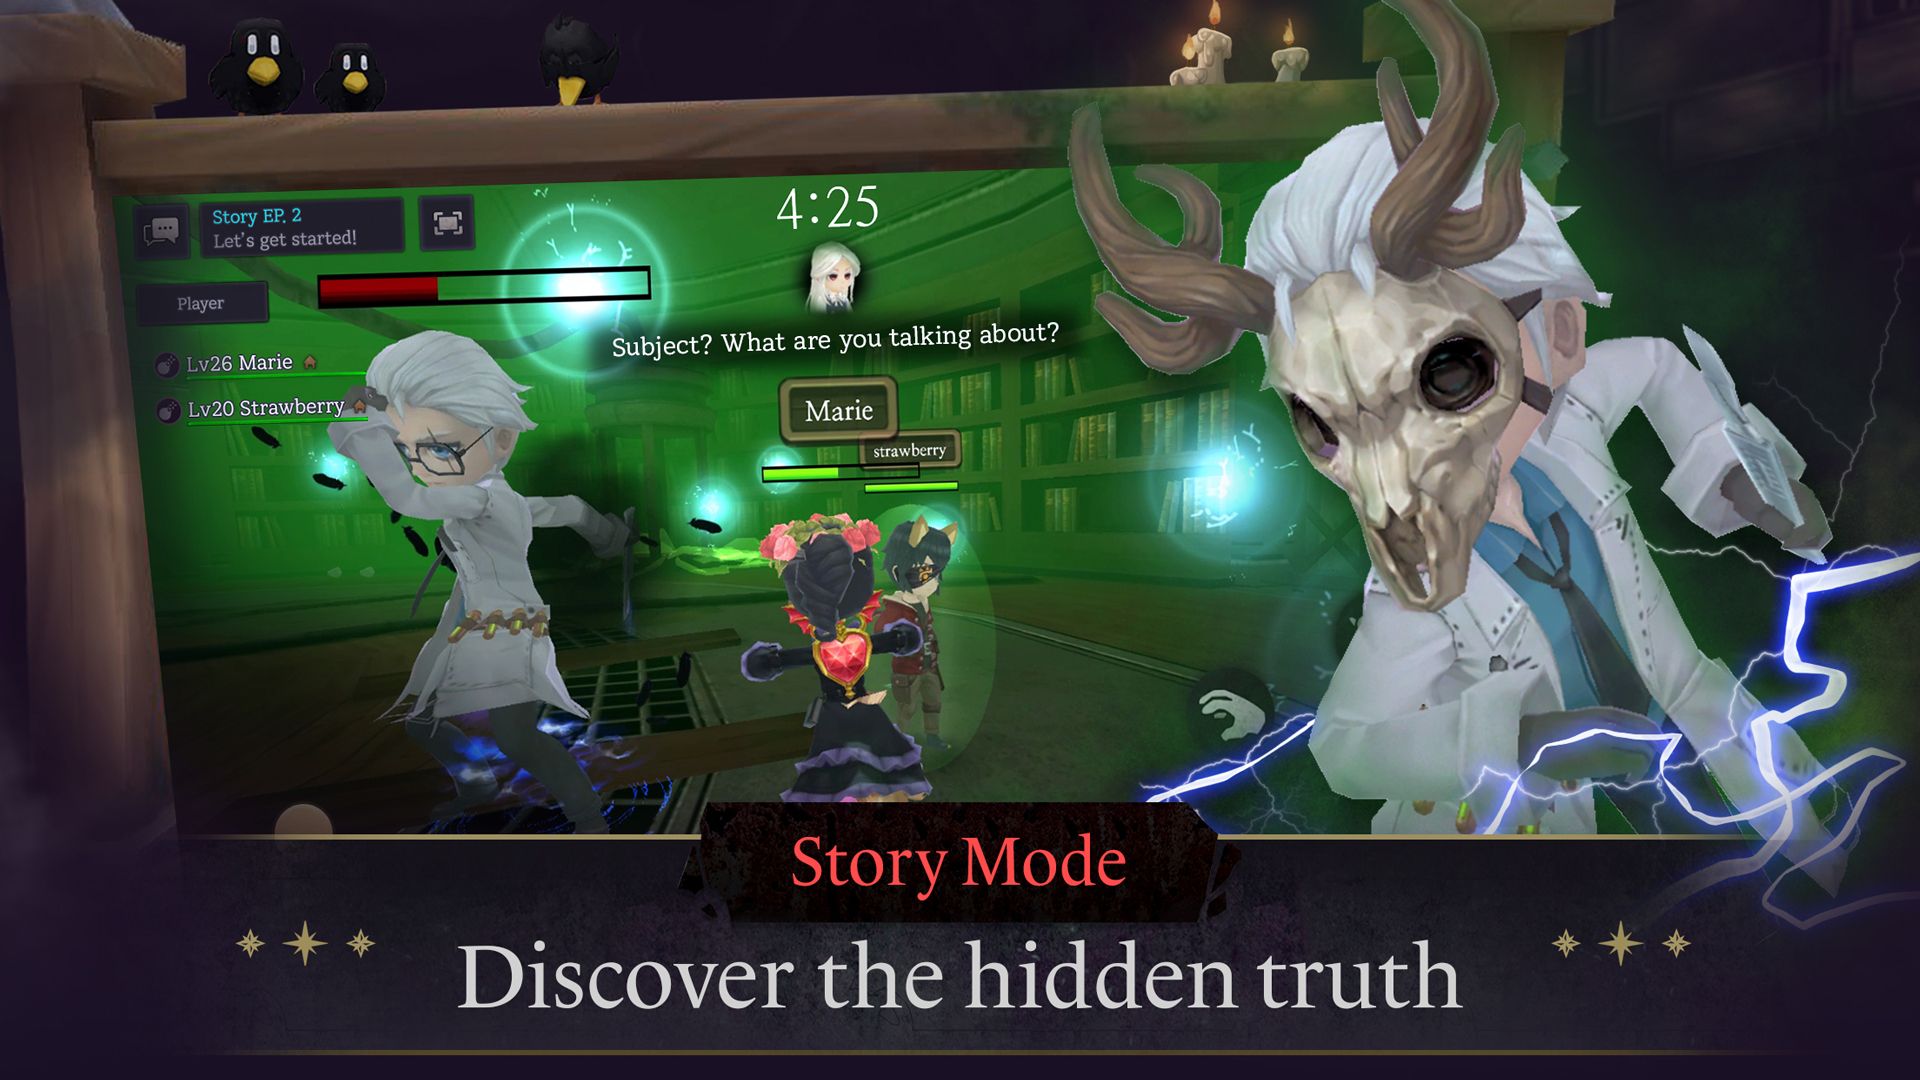 4:25
Story EP. 2
Let's get started!
Player
Subject? What are you talking about?
Lv26 Marie
Lv20 Strawberry
Marie
strawberry
Story Mode
Discover the hidden truth